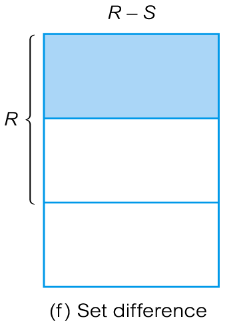 R – S
R
(f) Set difference